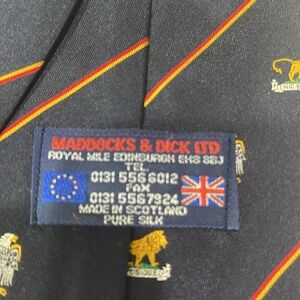 MADDOCKS & DICK LTD
ROYAL MILE EDINBURGH EH8 8BJ
TEL
0131 556 6012
FAX
0131 556 7924
MADE IN SCOTLAND
PURE SILK